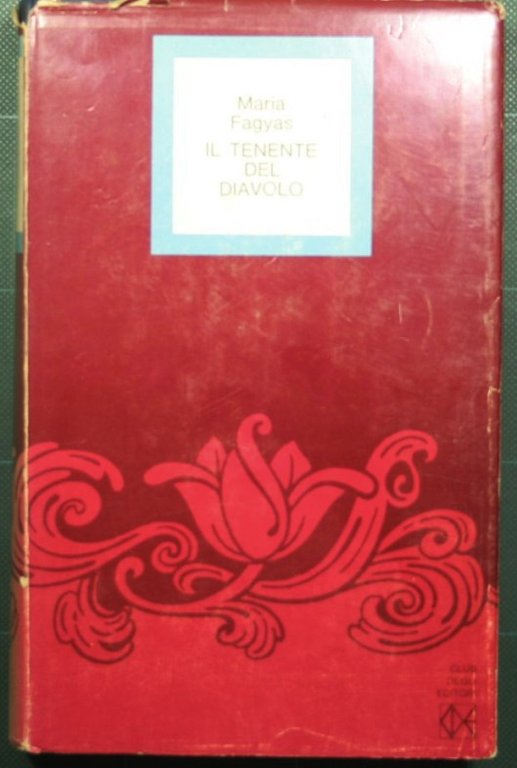 Maria
Fagyas
IL TENENTE
DEL
DIAVOLO
CLUB
DEGLI
EDITORI